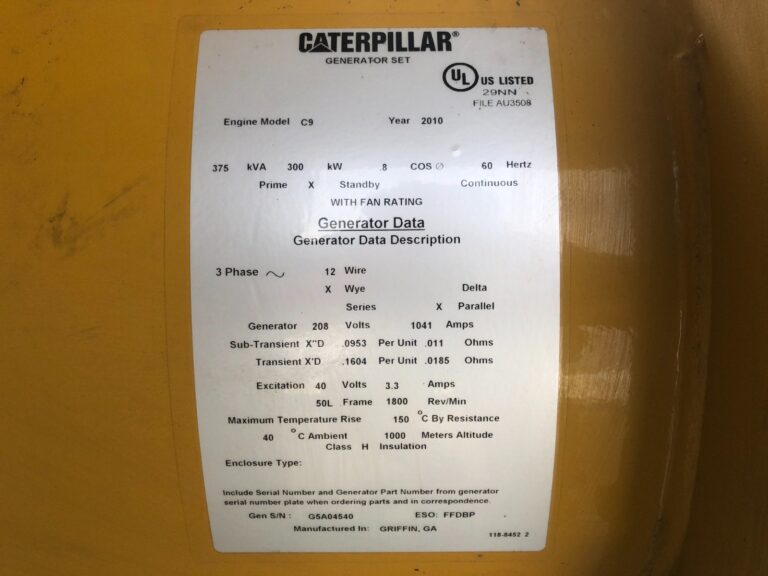 CATERPILLAR®
GENERATOR SET
UL US LISTED
29NN
FILE AU3508
Engine Model C9 Year 2010
375 kVA 300 kW .8 COS ∅ 60 Hertz
Prime X Standby Continuous
WITH FAN RATING
Generator Data
Generator Data Description
3 Phase ~ 12 Wire
X Wye Delta
Series X Parallel
Generator 208 Volts 1041 Amps
Sub-Transient X"D .0953 Per Unit .011 Ohms
Transient X'D .1604 Per Unit .0185 Ohms
Excitation 40 Volts 3.3 Amps
50L Frame 1800 Rev/Min
Maximum Temperature Rise 150 °C By Resistance
40 °C Ambient 1000 Meters Altitude
Class H Insulation
Enclosure Type:
Include Serial Number and Generator Part Number from generator
serial number plate when ordering parts and in correspondence.
Gen S/N : G5A04540 ESO: FFDBP
Manufactured In: GRIFFIN, GA
118-8452 2